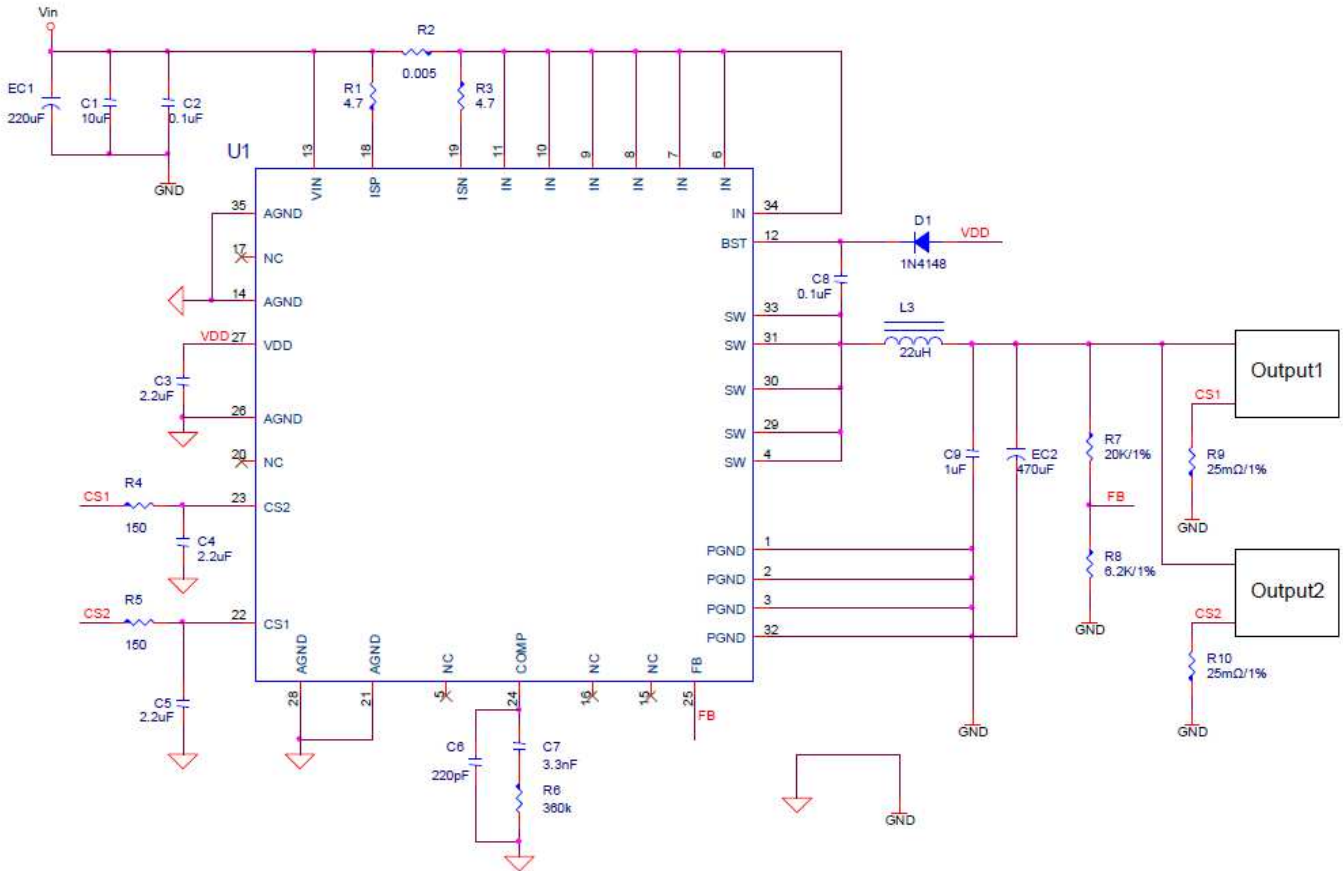 Vin
R2
0.005
EC1
220uF
C1
10uF
C2
0.1uF
R1
4.7
R3
4.7
GND
U1
13
18
19
11
10
9
8
7
6
VIN
ISP
ISN
IN
IN
IN
IN
IN
IN
35
AGND
IN
34
17
NC
BST
12
D1
1N4148
VDD
14
AGND
C8
0.1uF
SW
33
L3
22uH
VDD
27
VDD
SW
31
C3
2.2uF
SW
30
26
AGND
SW
29
20
NC
SW
4
C9
1uF
EC2
470uF
R7
20K/1%
FB
R8
6.2K/1%
GND
Output1
CS1
R9
25mΩ/1%
GND
Output2
CS2
R10
25mΩ/1%
GND
CS1
R4
150
23
CS2
C4
2.2uF
PGND
1
PGND
2
PGND
3
PGND
32
CS2
R5
150
22
CS1
C5
2.2uF
AGND
AGND
NC
COMP
NC
NC
FB
28
21
5
24
16
15
25
FB
C6
220pF
C7
3.3nF
R6
360k
GND
GND